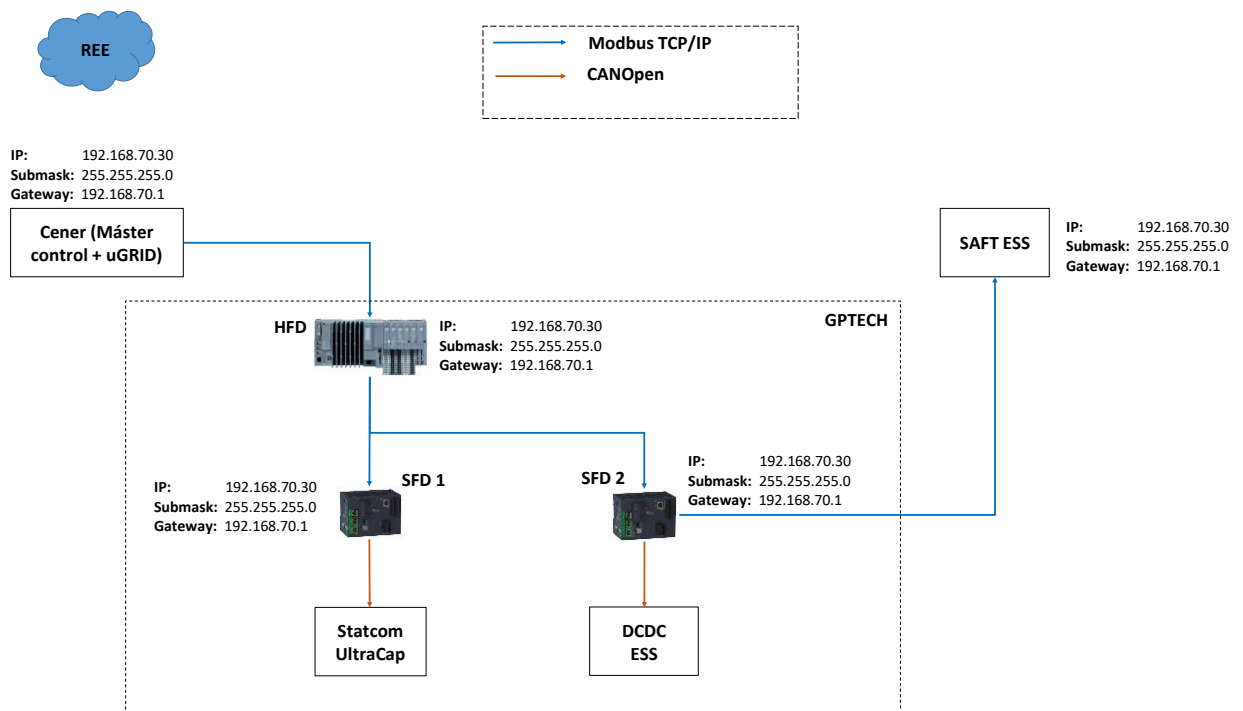 REE
Modbus TCP/IP
CANOpen
IP: 192.168.70.30
Submask: 255.255.255.0
Gateway: 192.168.70.1
Cener (Máster
control + uGRID)
SAFT ESS
IP: 192.168.70.30
Submask: 255.255.255.0
Gateway: 192.168.70.1
GPTECH
HFD
IP: 192.168.70.30
Submask: 255.255.255.0
Gateway: 192.168.70.1
SFD 1
IP: 192.168.70.30
Submask: 255.255.255.0
Gateway: 192.168.70.1
SFD 2
IP: 192.168.70.30
Submask: 255.255.255.0
Gateway: 192.168.70.1
Statcom
UltraCap
DCDC
ESS